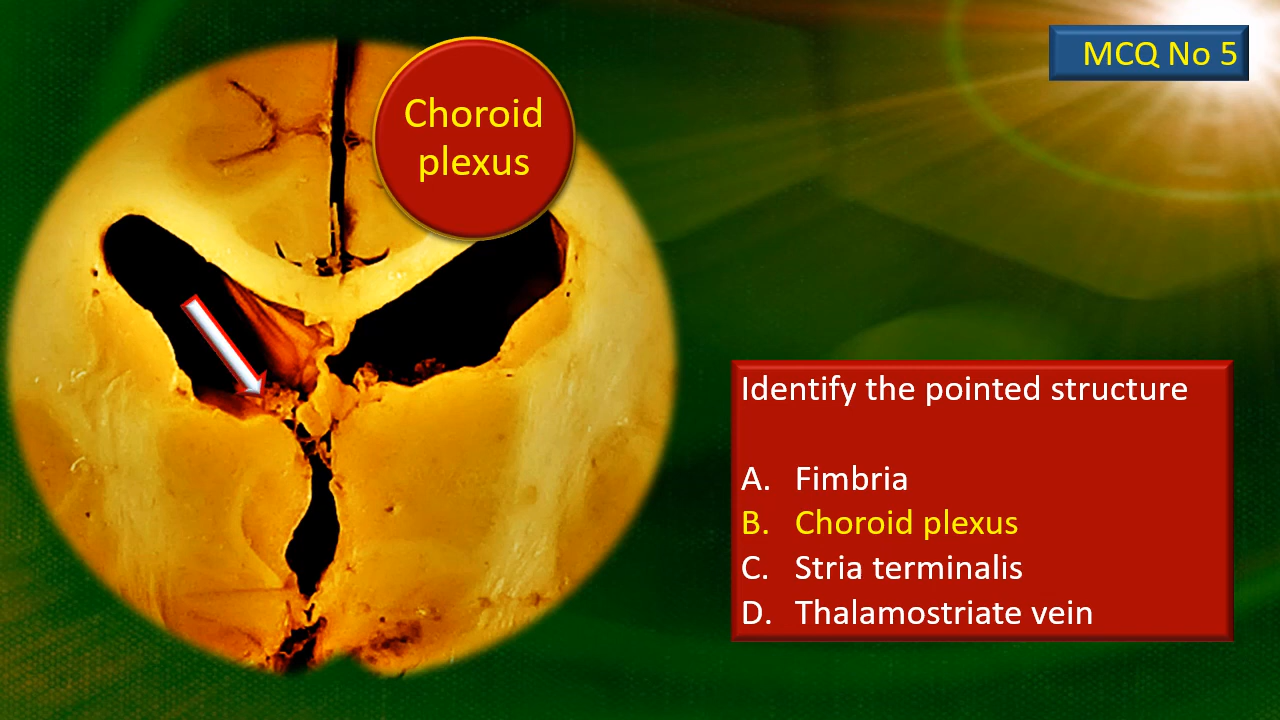 MCQ No 5
Choroid
plexus
Identify the pointed structure
A. Fimbria
B. Choroid plexus
C. Stria terminalis
D. Thalamostriate vein